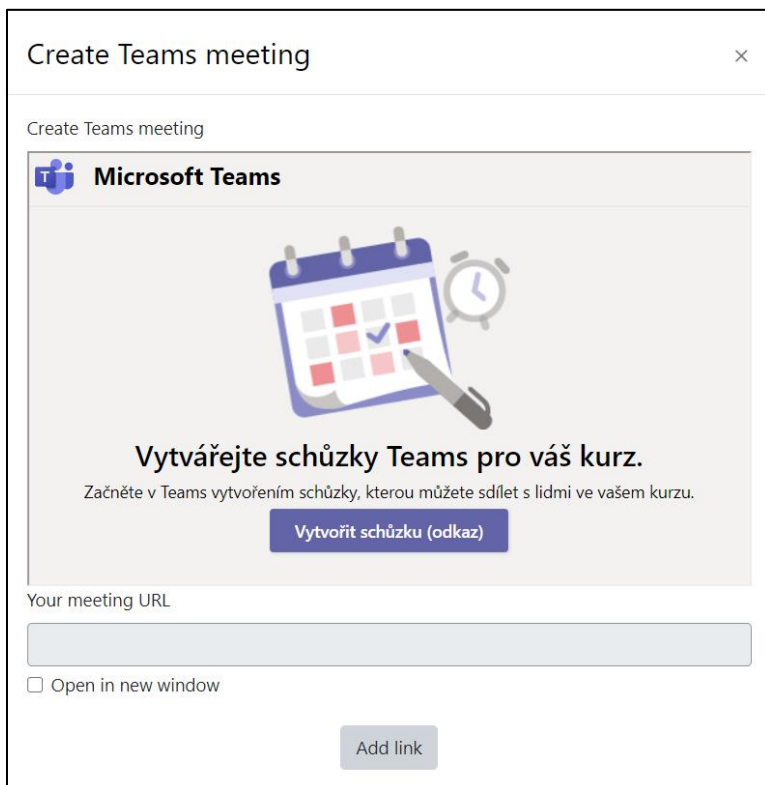 Create Teams meeting
×
Create Teams meeting
Microsoft Teams
Vytvářejte schůzky Teams pro váš kurz.
Začněte v Teams vytvořením schůzky, kterou můžete sdílet s lidmi ve vašem kurzu.
Vytvořit schůzku (odkaz)
Your meeting URL
Open in new window
Add link